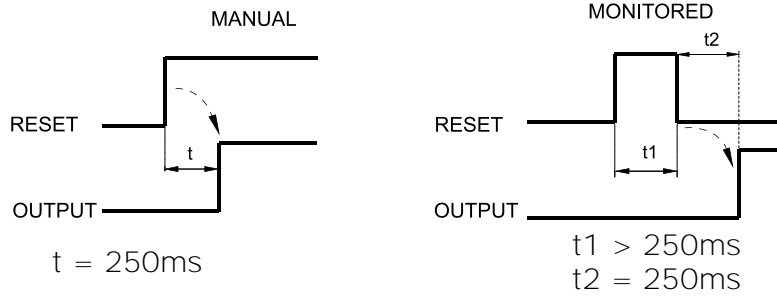 MANUAL
RESET
t
OUTPUT
t = 250ms
MONITORED
t2
RESET
t1
OUTPUT
t1 > 250ms
t2 = 250ms